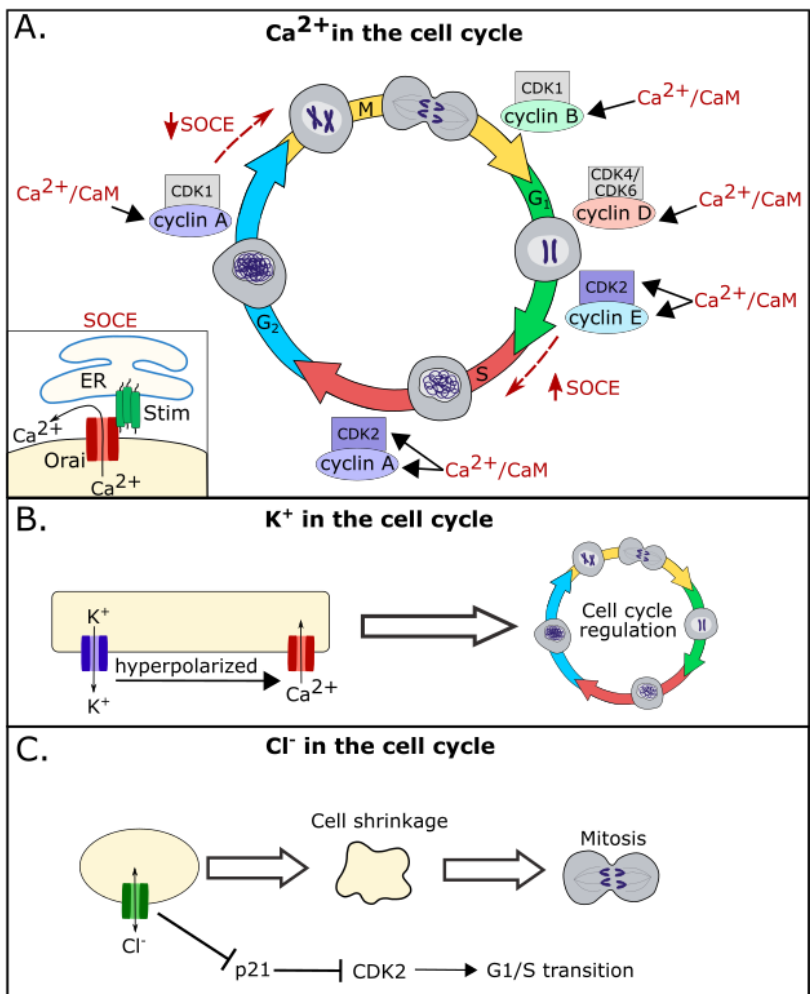 A.
Ca²⁺ in the cell cycle
M
CDK1
cyclin B
Ca²⁺/CaM
↓SOCE
CDK1
cyclin A
Ca²⁺/CaM
G₁
CDK4/
CDK6
cyclin D
Ca²⁺/CaM
CDK2
cyclin E
Ca²⁺/CaM
G₂
S
↑SOCE
CDK2
cyclin A
Ca²⁺/CaM
SOCE
ER
Stim
Ca²⁺
Orai
Ca²⁺
B.
K⁺ in the cell cycle
K⁺
hyperpolarized
K⁺
Ca²⁺
Cell cycle
regulation
C.
Cl⁻ in the cell cycle
Cell shrinkage
Mitosis
Cl⁻
p21
CDK2
G1/S transition